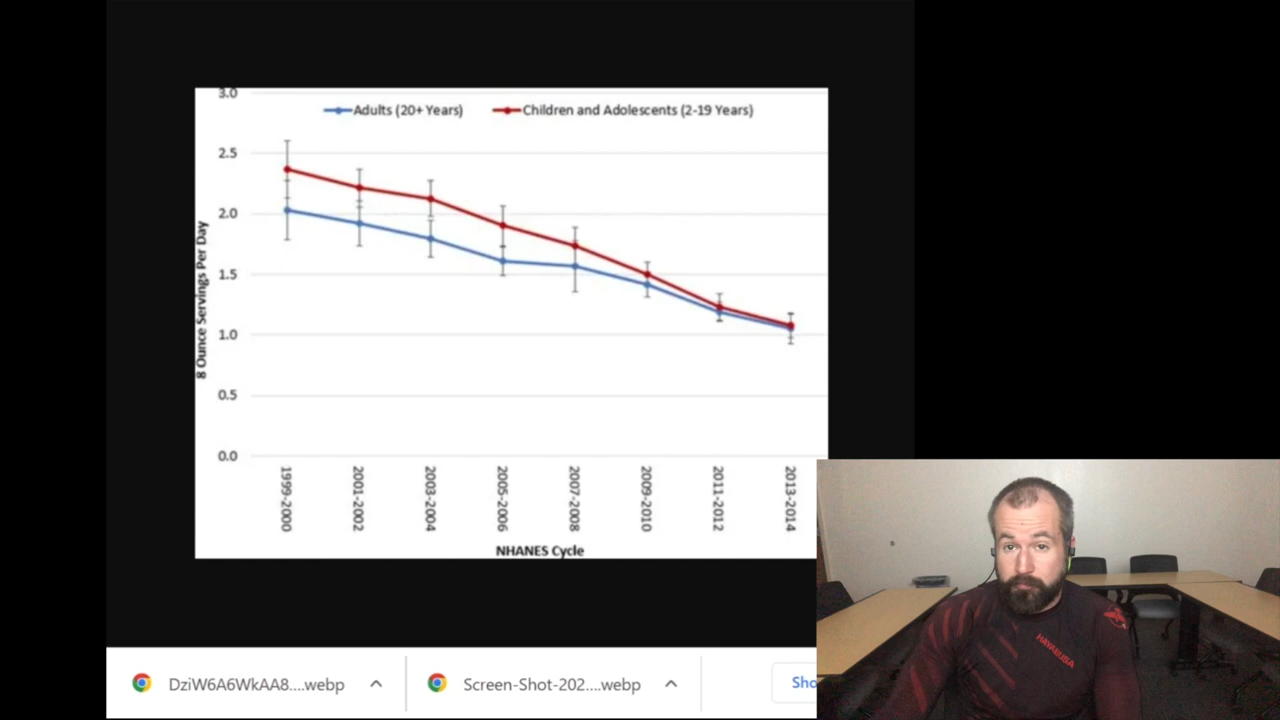 3.0
Adults (20+ Years)
Children and Adolescents (2-19 Years)
2.5
2.0
1.5
1.0
0.5
0.0
8 Ounce Servings Per Day
1999-2000
2001-2002
2003-2004
2005-2006
2007-2008
2009-2010
2011-2012
2013-2014
NHANES Cycle
HAYABUSA
DziW6A6WkAA8....webp
Screen-Shot-202....webp
Sho